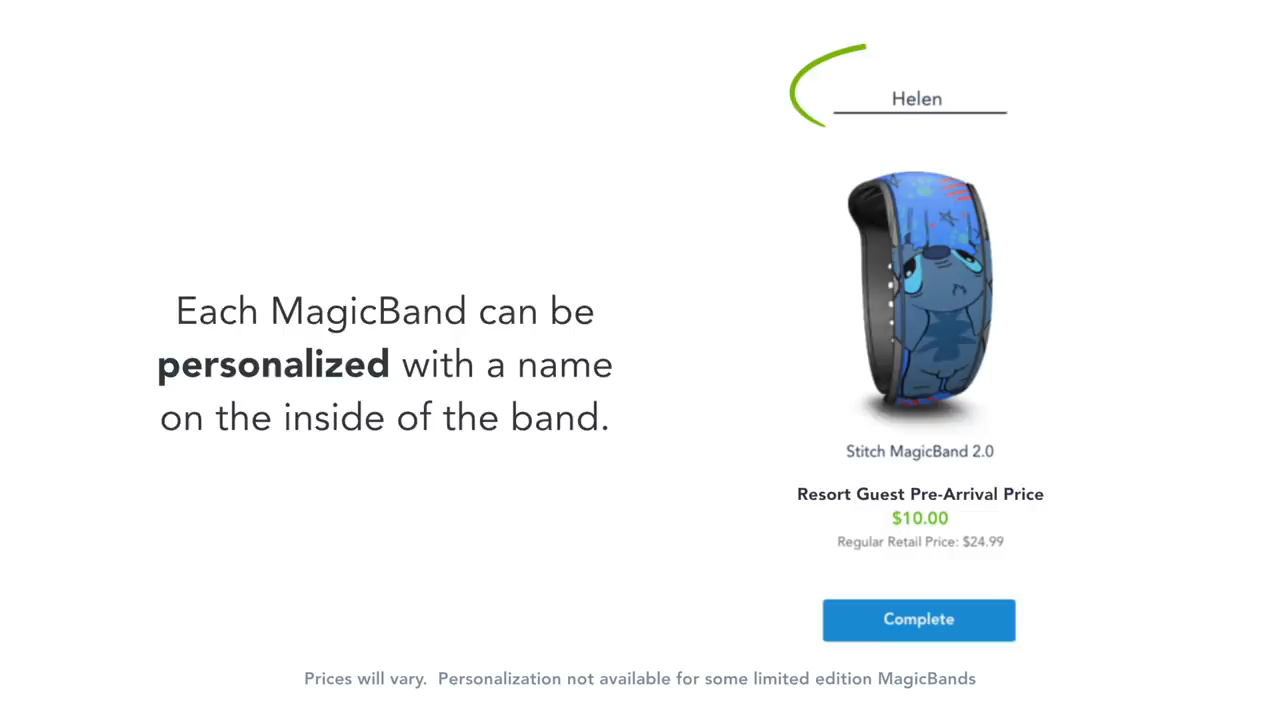 Helen
Each MagicBand can be
personalized with a name
on the inside of the band.
Stitch MagicBand 2.0
Resort Guest Pre-Arrival Price
$10.00
Regular Retail Price: $24.99
Complete
Prices will vary.  Personalization not available for some limited edition MagicBands